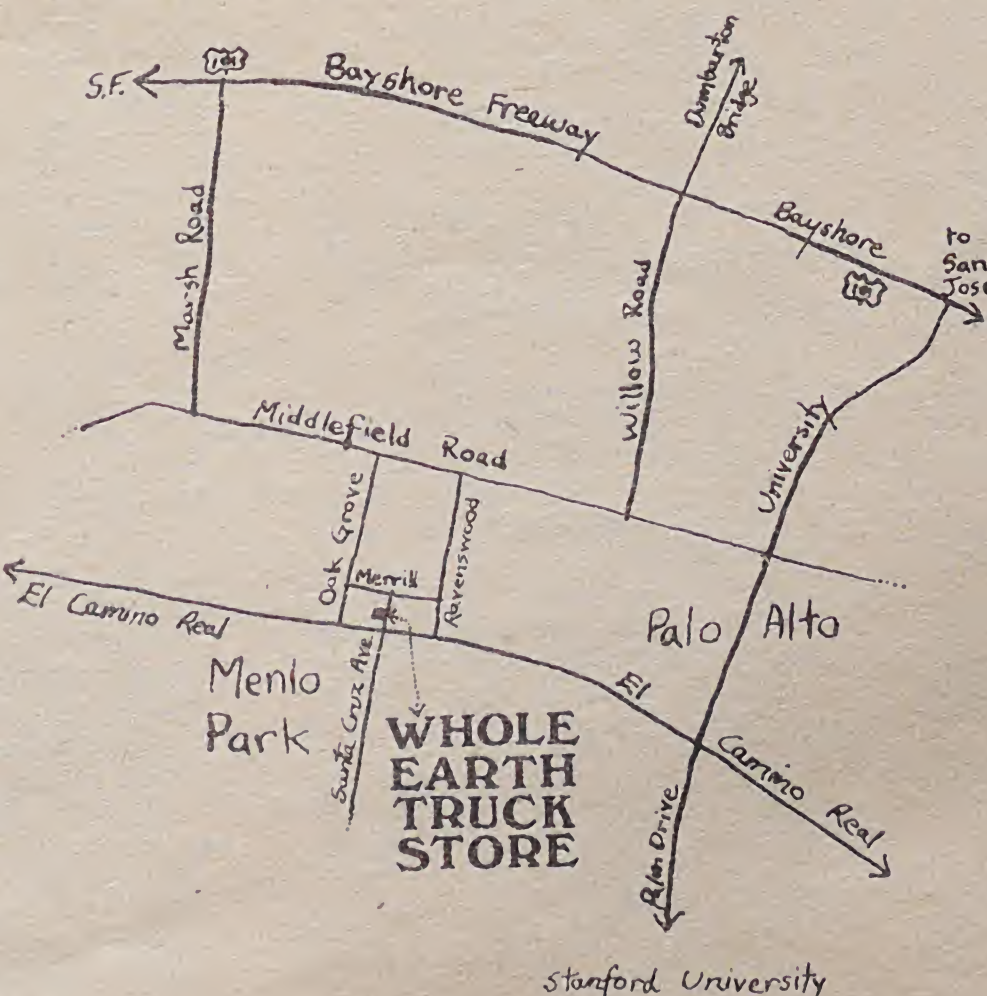 101
S.F.
Bayshore Freeway
Dumbarton
Bridge
Marsh Road
Willow Road
Bayshore
101
to
San
Jose
Middlefield Road
University
Oak Grove
Merrill
Ravenswood
El Camino Real
Palo Alto
Menlo
Park
Santa Cruz Ave
WHOLE
EARTH
TRUCK
STORE
El Camino Real
Palm Drive
Stanford University